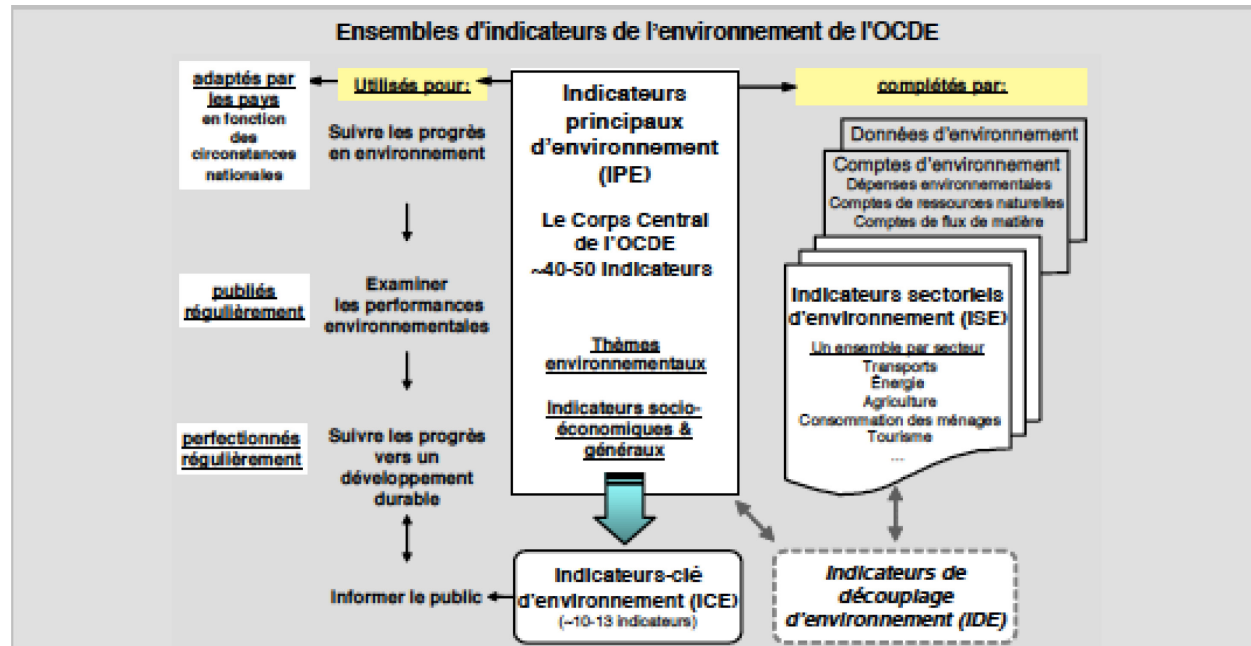 Ensembles d'indicateurs de l'environnement de l'OCDE
adaptés par
les pays
en fonction
des
circonstances
nationales
publiés
régulièrement
perfectionnés
régulièrement
Utilisés pour:
Suivre les progrès
en environnement
Examiner
les performances
environnementales
Suivre les progrès
vers un
développement
durable
Informer le public
Indicateurs
principaux
d'environnement
(IPE)
Le Corps Central
de l'OCDE
~40-50 Indicateurs
Thèmes
environnementaux
Indicateurs socio-
économiques &
généraux
Indicateurs-clé
d'environnement (ICE)
(~10-13 indicateurs)
complétés par:
Données d'environnement
Comptes d'environnement
Dépenses environnementales
Comptes de ressources naturelles
Comptes de flux de matière
Indicateurs sectoriels
d'environnement (ISE)
Un ensemble par secteur
Transports
Énergie
Agriculture
Consommation des ménages
Tourisme
...
Indicateurs de
découplage
d'environnement (IDE)